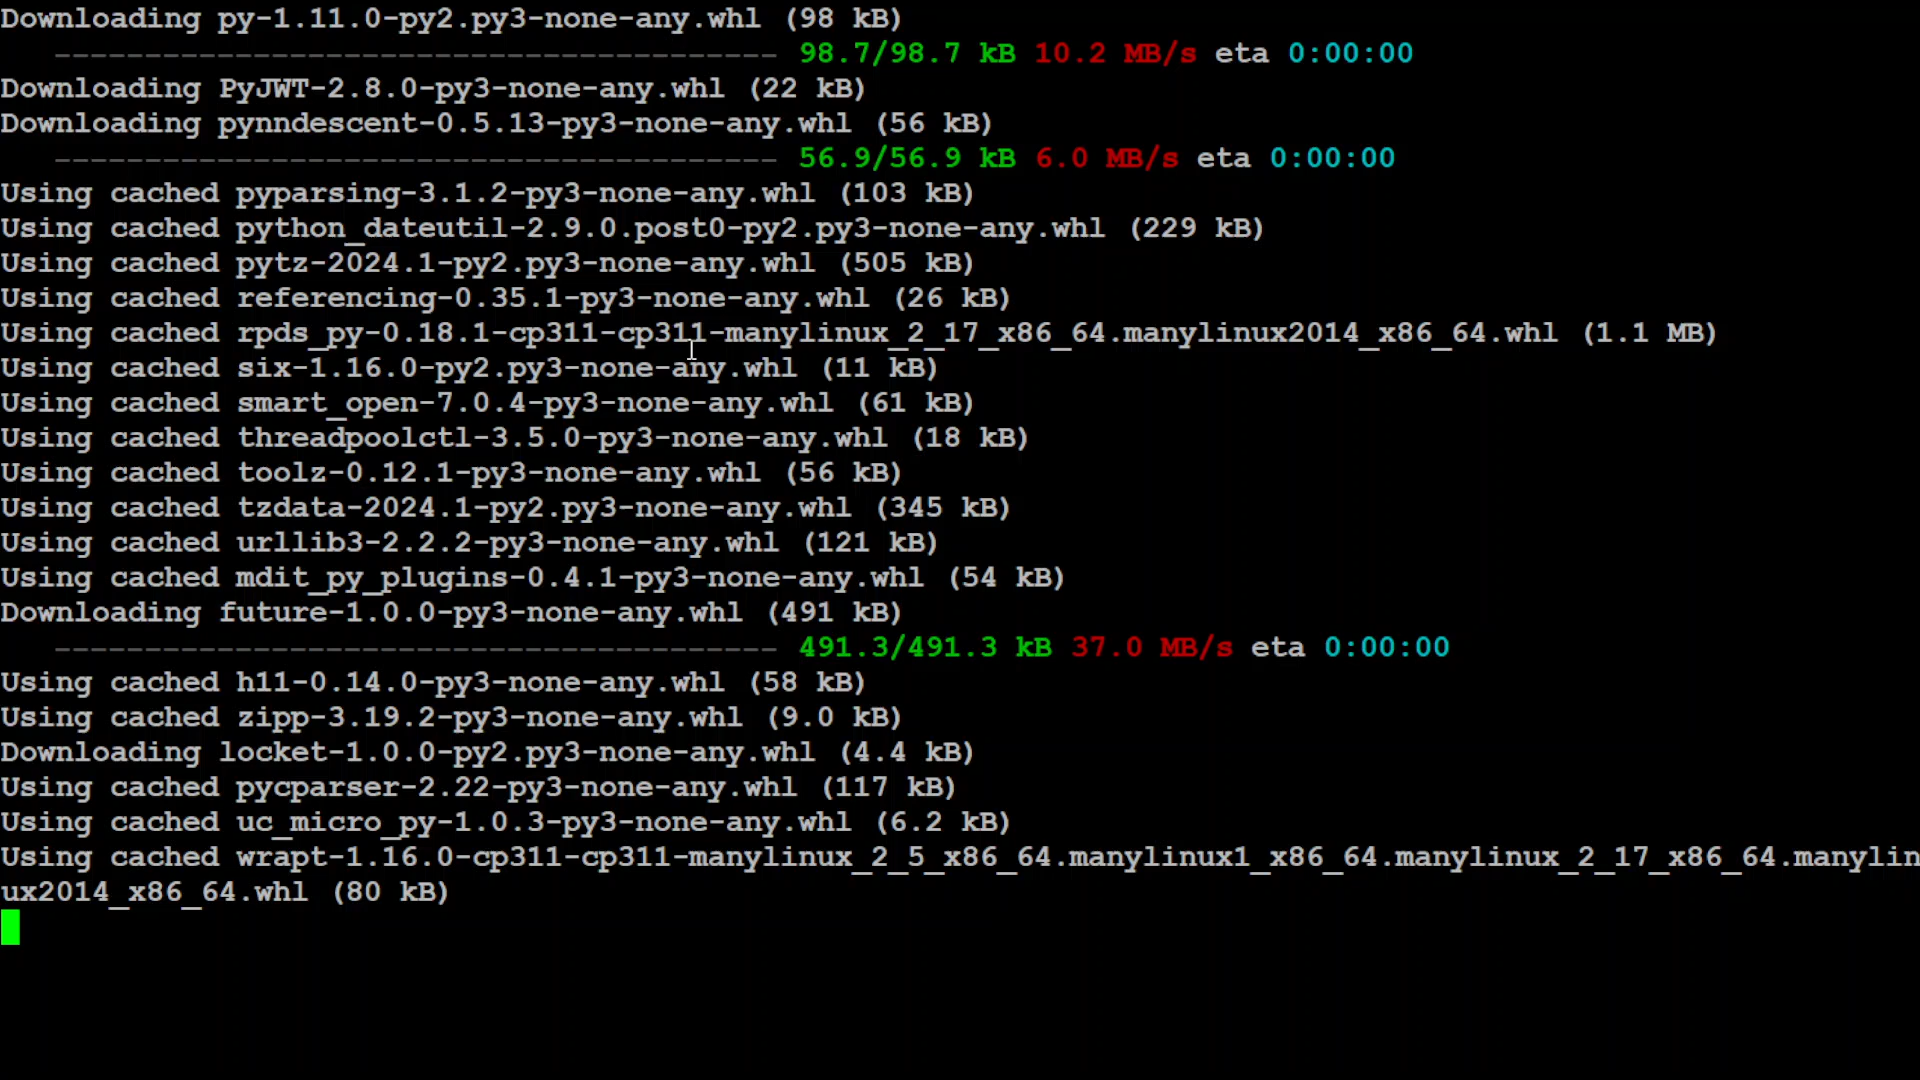 Downloading py-1.11.0-py2.py3-none-any.whl (98 kB)
---------------------------------------- 98.7/98.7 kB 10.2 MB/s eta 0:00:00
Downloading PyJWT-2.8.0-py3-none-any.whl (22 kB)
Downloading pynndescent-0.5.13-py3-none-any.whl (56 kB)
---------------------------------------- 56.9/56.9 kB 6.0 MB/s eta 0:00:00
Using cached pyparsing-3.1.2-py3-none-any.whl (103 kB)
Using cached python_dateutil-2.9.0.post0-py2.py3-none-any.whl (229 kB)
Using cached pytz-2024.1-py2.py3-none-any.whl (505 kB)
Using cached referencing-0.35.1-py3-none-any.whl (26 kB)
Using cached rpds_py-0.18.1-cp311-cp311-manylinux_2_17_x86_64.manylinux2014_x86_64.whl (1.1 MB)
Using cached six-1.16.0-py2.py3-none-any.whl (11 kB)
Using cached smart_open-7.0.4-py3-none-any.whl (61 kB)
Using cached threadpoolctl-3.5.0-py3-none-any.whl (18 kB)
Using cached toolz-0.12.1-py3-none-any.whl (56 kB)
Using cached tzdata-2024.1-py2.py3-none-any.whl (345 kB)
Using cached urllib3-2.2.2-py3-none-any.whl (121 kB)
Using cached mdit_py_plugins-0.4.1-py3-none-any.whl (54 kB)
Downloading future-1.0.0-py3-none-any.whl (491 kB)
---------------------------------------- 491.3/491.3 kB 37.0 MB/s eta 0:00:00
Using cached h11-0.14.0-py3-none-any.whl (58 kB)
Using cached zipp-3.19.2-py3-none-any.whl (9.0 kB)
Downloading locket-1.0.0-py2.py3-none-any.whl (4.4 kB)
Using cached pycparser-2.22-py3-none-any.whl (117 kB)
Using cached uc_micro_py-1.0.3-py3-none-any.whl (6.2 kB)
Using cached wrapt-1.16.0-cp311-cp311-manylinux_2_5_x86_64.manylinux1_x86_64.manylinux_2_17_x86_64.manylin
ux2014_x86_64.whl (80 kB)